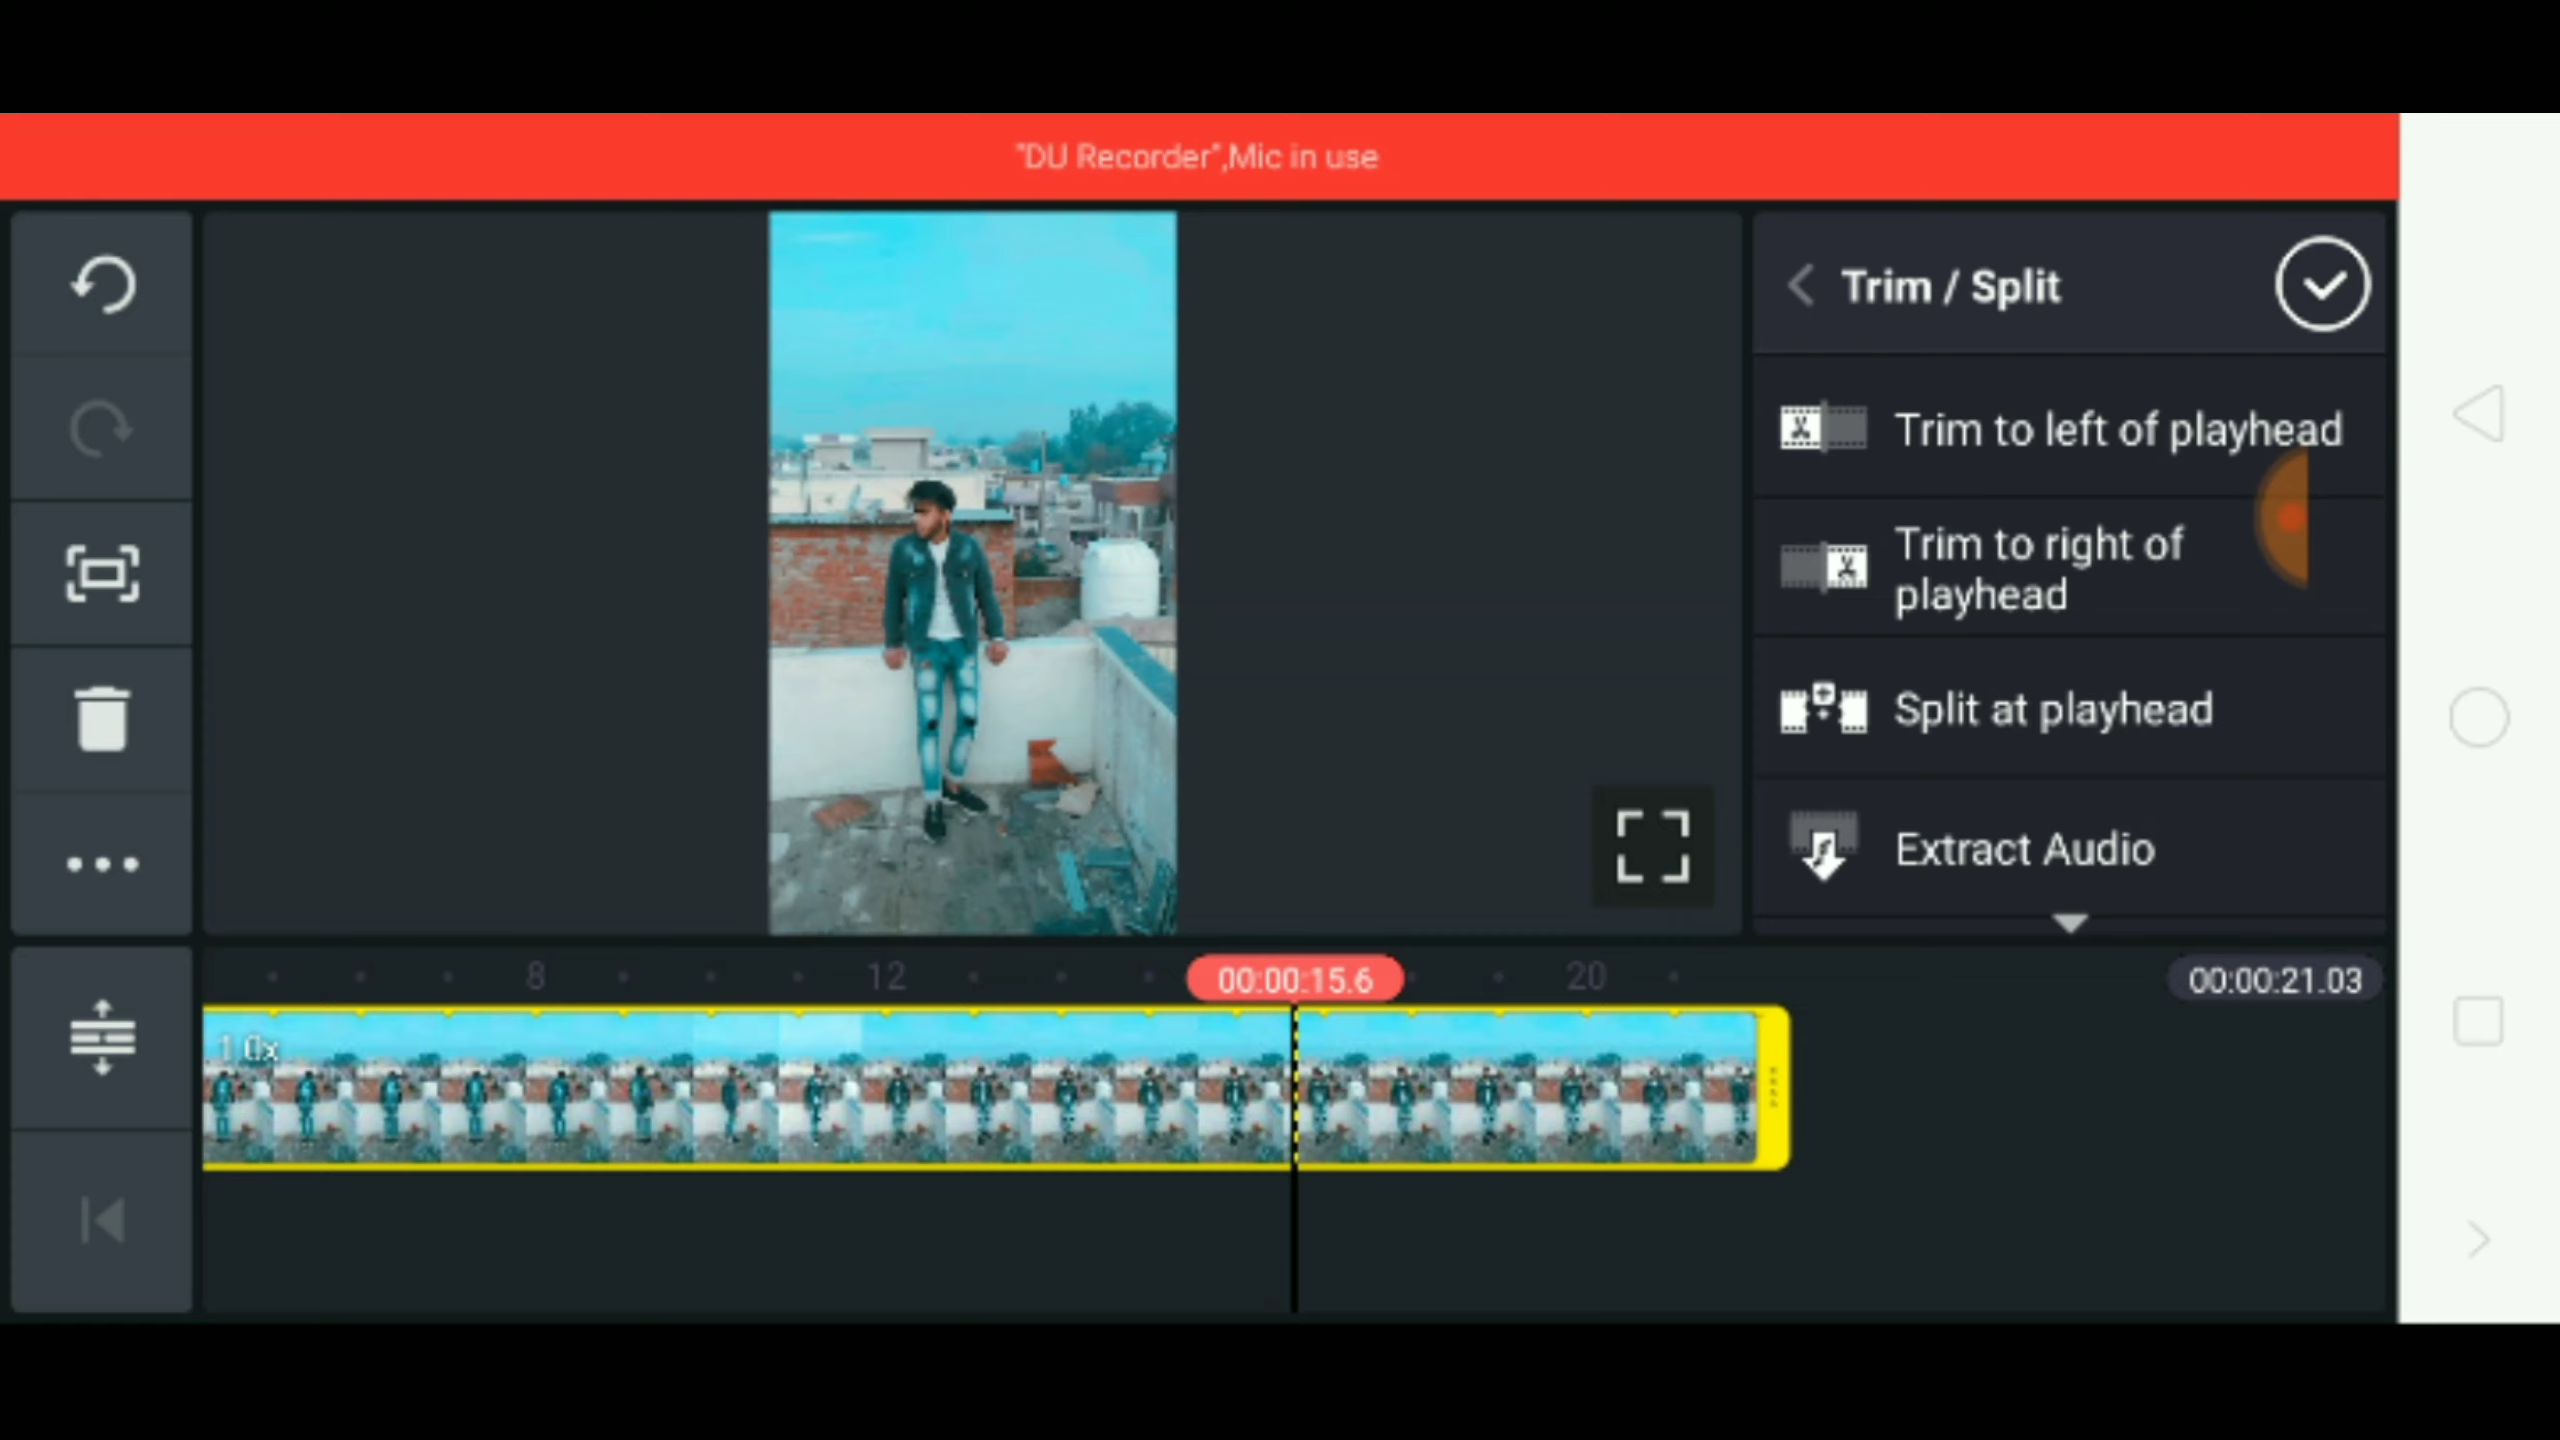 "DU Recorder",Mic in use
Trim / Split
Trim to left of playhead
Trim to right of
playhead
Split at playhead
Extract Audio
8
12
00:00:15.6
20
00:00:21.03
1.0x